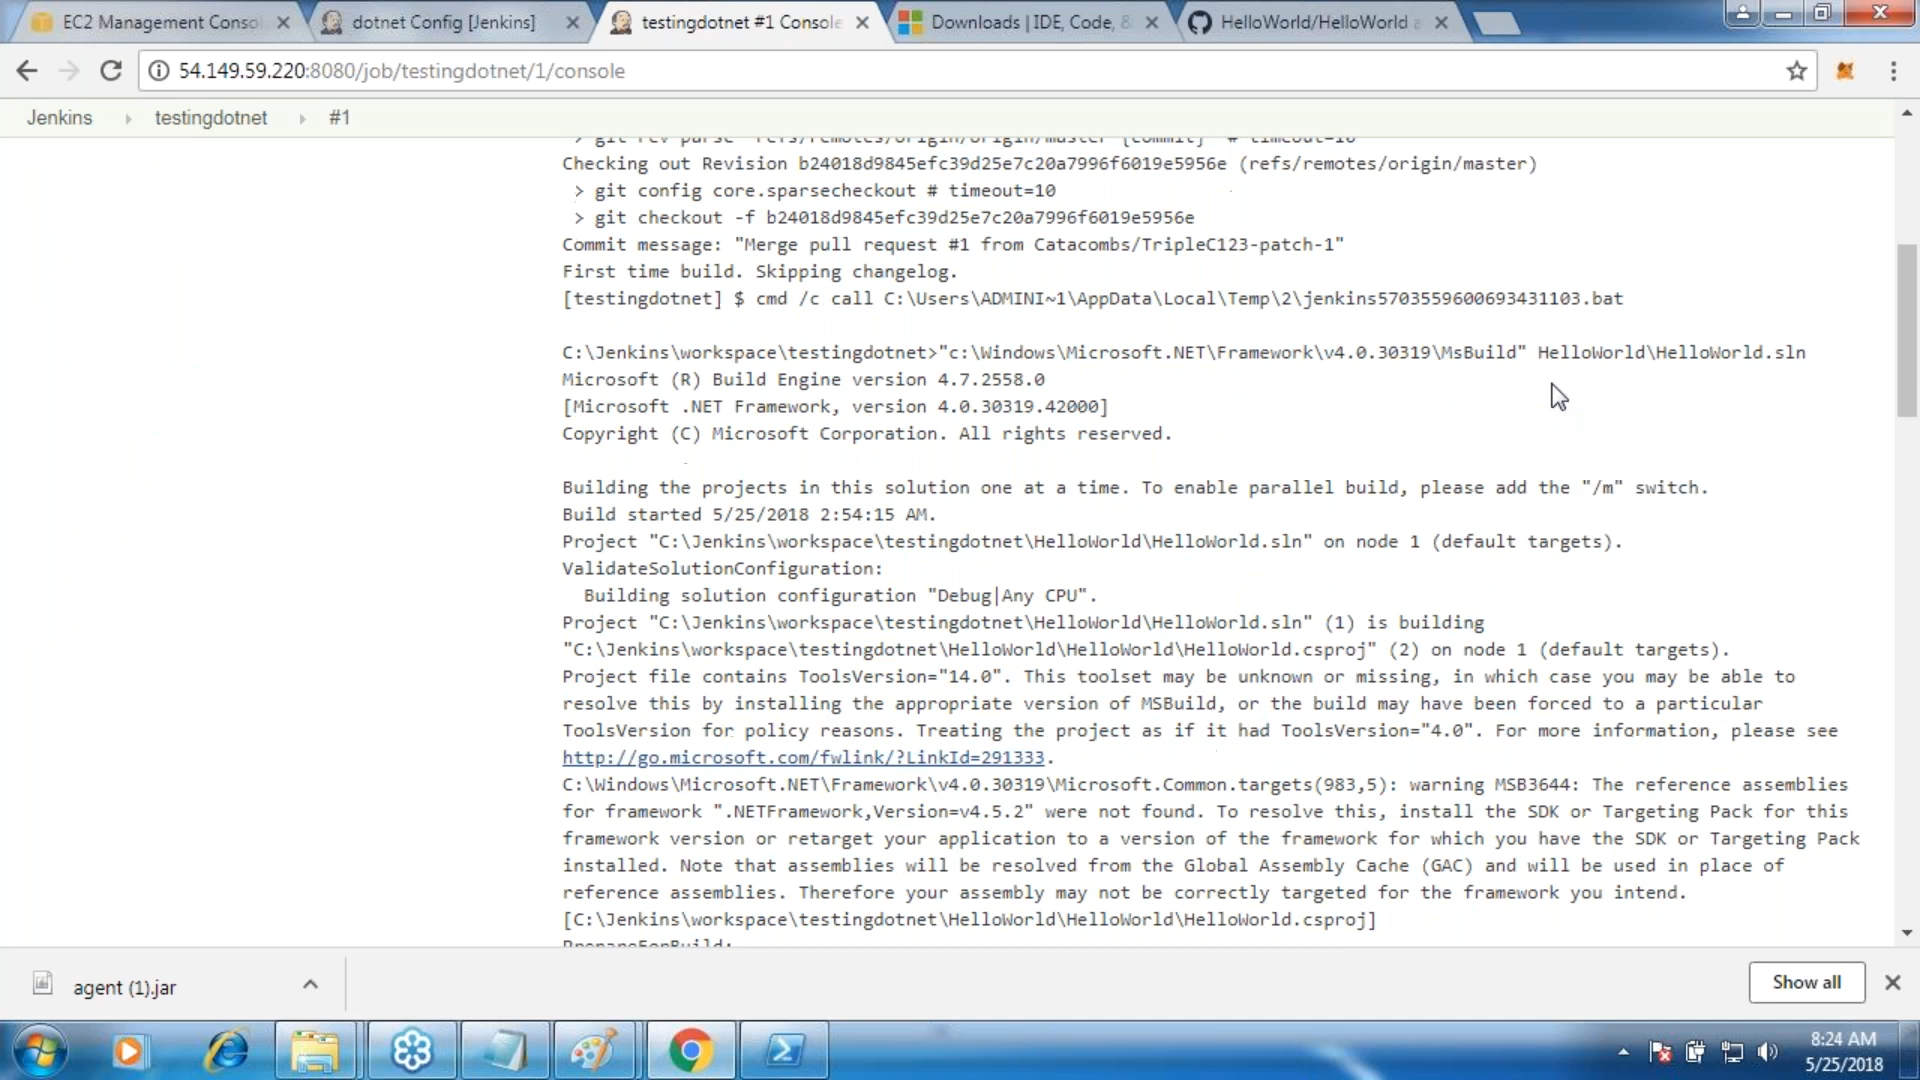 EC2 Management Conso
dotnet Config [Jenkins]
testingdotnet #1 Console
Downloads | IDE, Code, &
HelloWorld/HelloWorld a
54.149.59.220:8080/job/testingdotnet/1/console
Jenkins testingdotnet #1
Checking out Revision b24018d9845efc39d25e7c20a7996f6019e5956e (refs/remotes/origin/master)
> git config core.sparsecheckout # timeout=10
> git checkout -f b24018d9845efc39d25e7c20a7996f6019e5956e
Commit message: "Merge pull request #1 from Catacombs/TripleC123-patch-1"
First time build. Skipping changelog.
[testingdotnet] $ cmd /c call C:\Users\ADMINI~1\AppData\Local\Temp\2\jenkins5703559600693431103.bat
C:\Jenkins\workspace\testingdotnet>"c:\Windows\Microsoft.NET\Framework\v4.0.30319\MsBuild" HelloWorld\HelloWorld.sln
Microsoft (R) Build Engine version 4.7.2558.0
[Microsoft .NET Framework, version 4.0.30319.42000]
Copyright (C) Microsoft Corporation. All rights reserved.
Building the projects in this solution one at a time. To enable parallel build, please add the "/m" switch.
Build started 5/25/2018 2:54:15 AM.
Project "C:\Jenkins\workspace\testingdotnet\HelloWorld\HelloWorld.sln" on node 1 (default targets).
ValidateSolutionConfiguration:
Building solution configuration "Debug|Any CPU".
Project "C:\Jenkins\workspace\testingdotnet\HelloWorld\HelloWorld.sln" (1) is building
"C:\Jenkins\workspace\testingdotnet\HelloWorld\HelloWorld\HelloWorld.csproj" (2) on node 1 (default targets).
Project file contains ToolsVersion="14.0". This toolset may be unknown or missing, in which case you may be able to
resolve this by installing the appropriate version of MSBuild, or the build may have been forced to a particular
ToolsVersion for policy reasons. Treating the project as if it had ToolsVersion="4.0". For more information, please see
http://go.microsoft.com/fwlink/?LinkId=291333.
C:\Windows\Microsoft.NET\Framework\v4.0.30319\Microsoft.Common.targets(983,5): warning MSB3644: The reference assemblies
for framework ".NETFramework,Version=v4.5.2" were not found. To resolve this, install the SDK or Targeting Pack for this
framework version or retarget your application to a version of the framework for which you have the SDK or Targeting Pack
installed. Note that assemblies will be resolved from the Global Assembly Cache (GAC) and will be used in place of
reference assemblies. Therefore your assembly may not be correctly targeted for the framework you intend.
[C:\Jenkins\workspace\testingdotnet\HelloWorld\HelloWorld\HelloWorld.csproj]
PrepareForBuild:
agent (1).jar
Show all
8:24 AM
5/25/2018